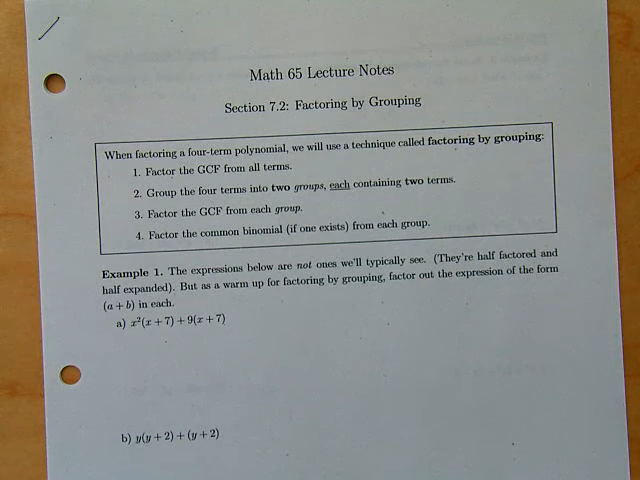 Math 65 Lecture Notes
Section 7.2: Factoring by Grouping
When factoring a four-term polynomial, we will use a technique called factoring by grouping:
1. Factor the GCF from all terms.
2. Group the four terms into two groups, each containing two terms.
3. Factor the GCF from each group.
4. Factor the common binomial (if one exists) from each group.
Example 1. The expressions below are not ones we'll typically see. (They're half factored and
half expanded). But as a warm up for factoring by grouping, factor out the expression of the form
(a + b) in each.
a) x²(x + 7) + 9(x + 7)
b) y(y + 2) + (y + 2)